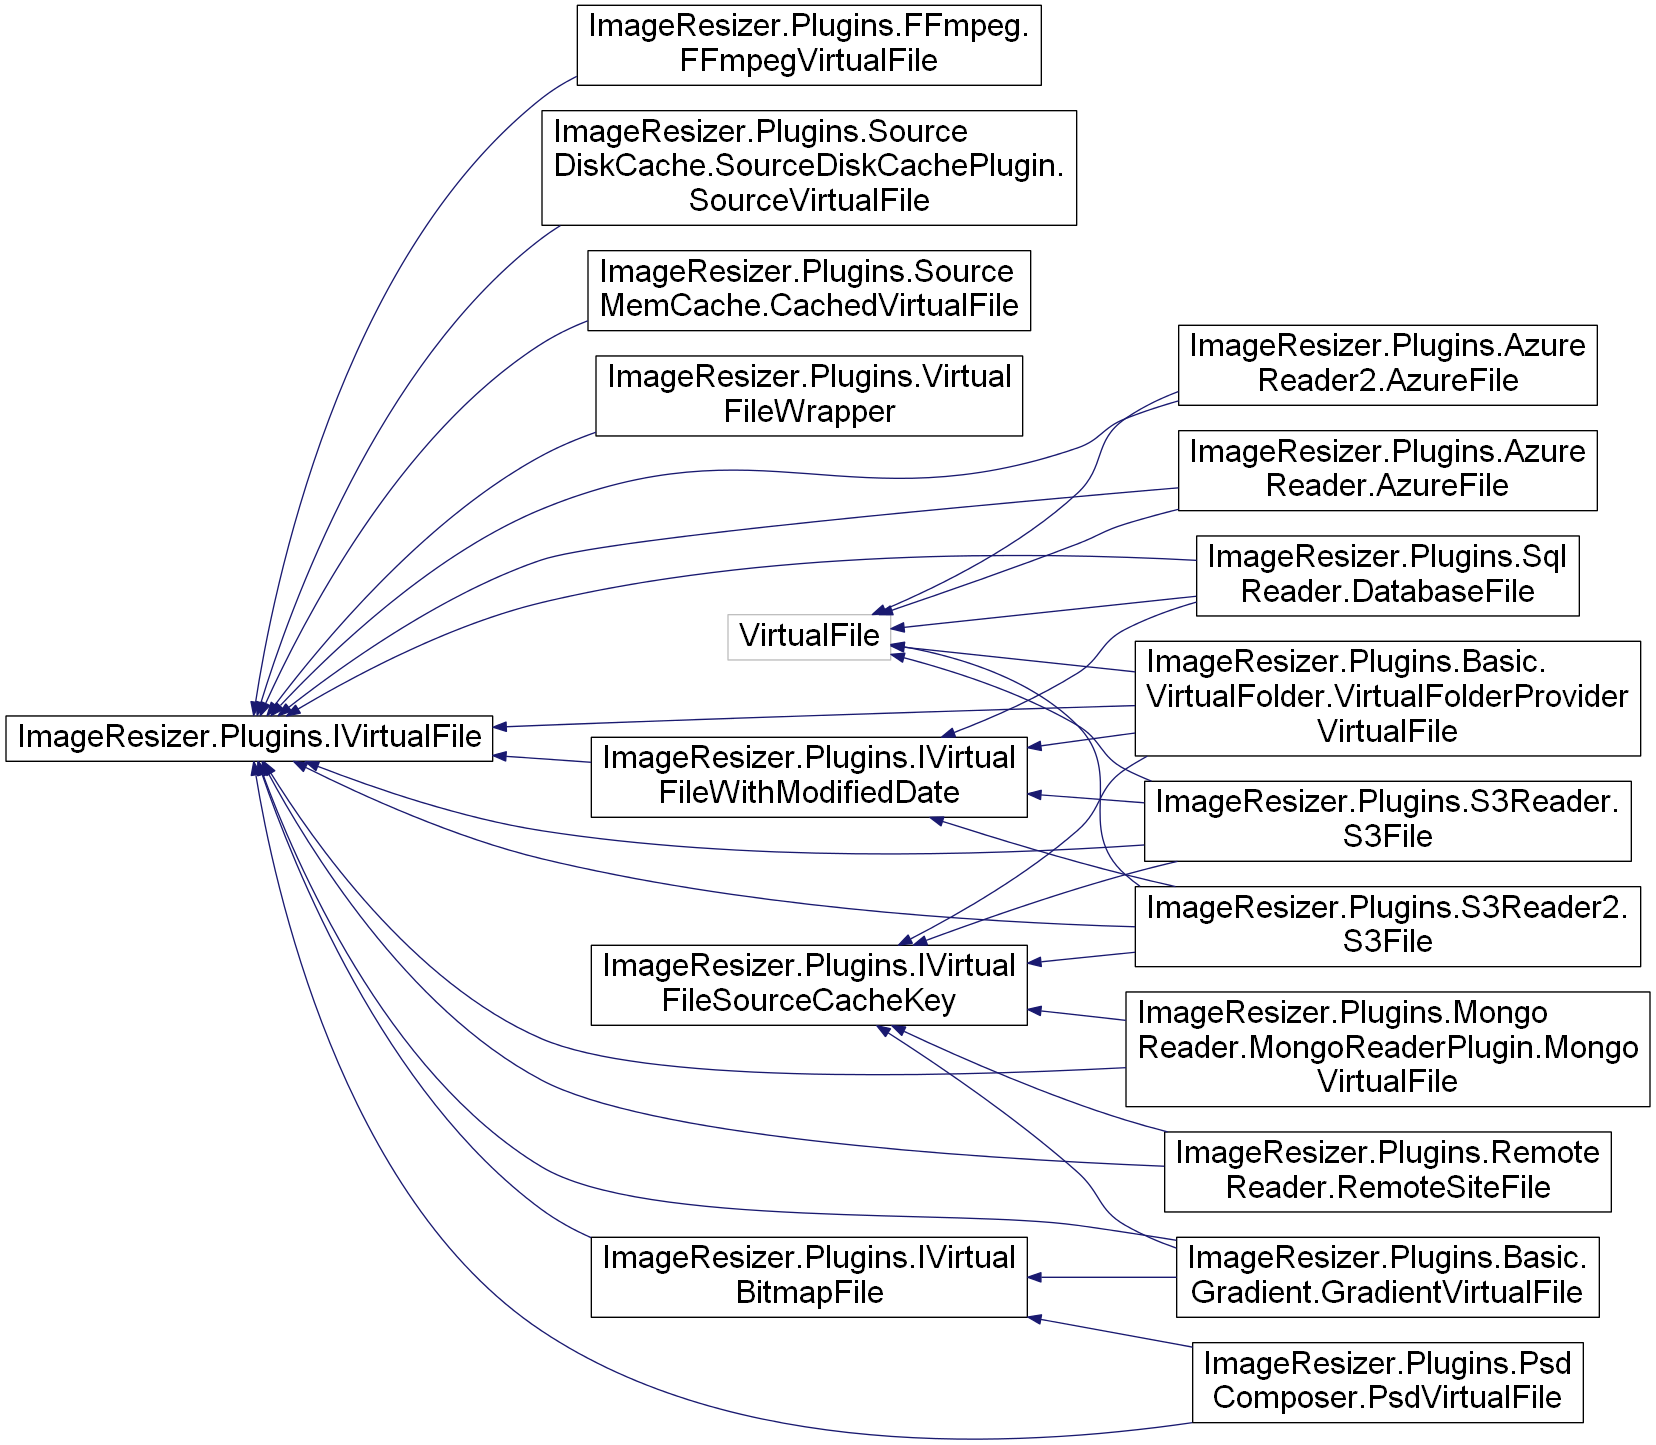 ImageResizer.Plugins.FFmpeg.
FFmpegVirtualFile
ImageResizer.Plugins.Source
DiskCache.SourceDiskCachePlugin.
SourceVirtualFile
ImageResizer.Plugins.Source
MemCache.CachedVirtualFile
ImageResizer.Plugins.Virtual
FileWrapper
ImageResizer.Plugins.Azure
Reader2.AzureFile
ImageResizer.Plugins.Azure
Reader.AzureFile
ImageResizer.Plugins.Sql
Reader.DatabaseFile
VirtualFile
ImageResizer.Plugins.Basic.
VirtualFolder.VirtualFolderProvider
VirtualFile
ImageResizer.Plugins.IVirtualFile
ImageResizer.Plugins.IVirtual
FileWithModifiedDate
ImageResizer.Plugins.S3Reader.
S3File
ImageResizer.Plugins.S3Reader2.
S3File
ImageResizer.Plugins.IVirtual
FileSourceCacheKey
ImageResizer.Plugins.Mongo
Reader.MongoReaderPlugin.Mongo
VirtualFile
ImageResizer.Plugins.Remote
Reader.RemoteSiteFile
ImageResizer.Plugins.IVirtual
BitmapFile
ImageResizer.Plugins.Basic.
Gradient.GradientVirtualFile
ImageResizer.Plugins.Psd
Composer.PsdVirtualFile